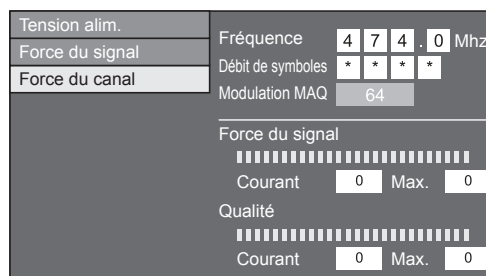 Tension alim.
Force du signal
Force du canal
Fréquence 4 7 4 . 0 Mhz
Débit de symboles * * * *
Modulation MAQ 64
Force du signal
Courant 0 Max. 0
Qualité
Courant 0 Max. 0